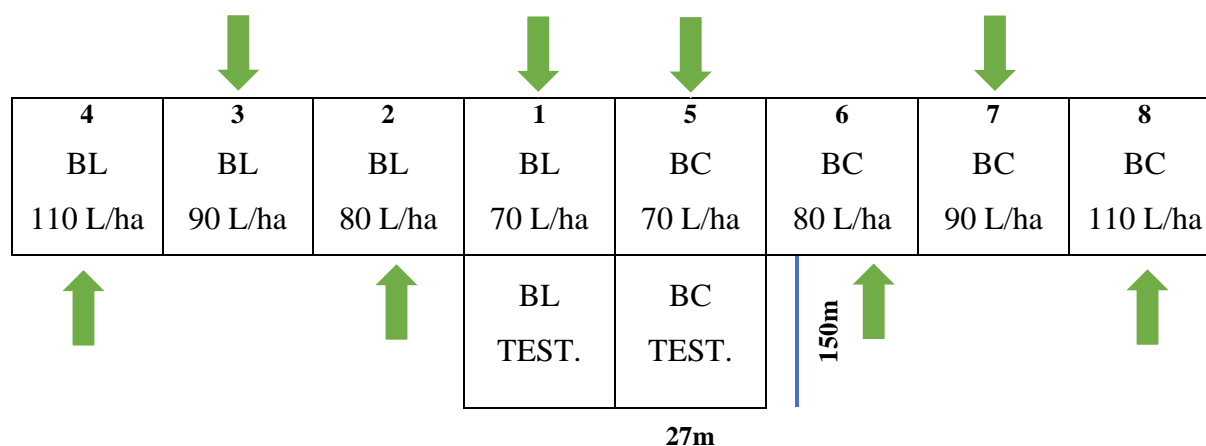 4 3 2 1 5 6 7 8
BL BL BL BL BC BC BC BC
110 L/ha 90 L/ha 80 L/ha 70 L/ha 70 L/ha 80 L/ha 90 L/ha 110 L/ha
BL BC
TEST. TEST.
150m
27m